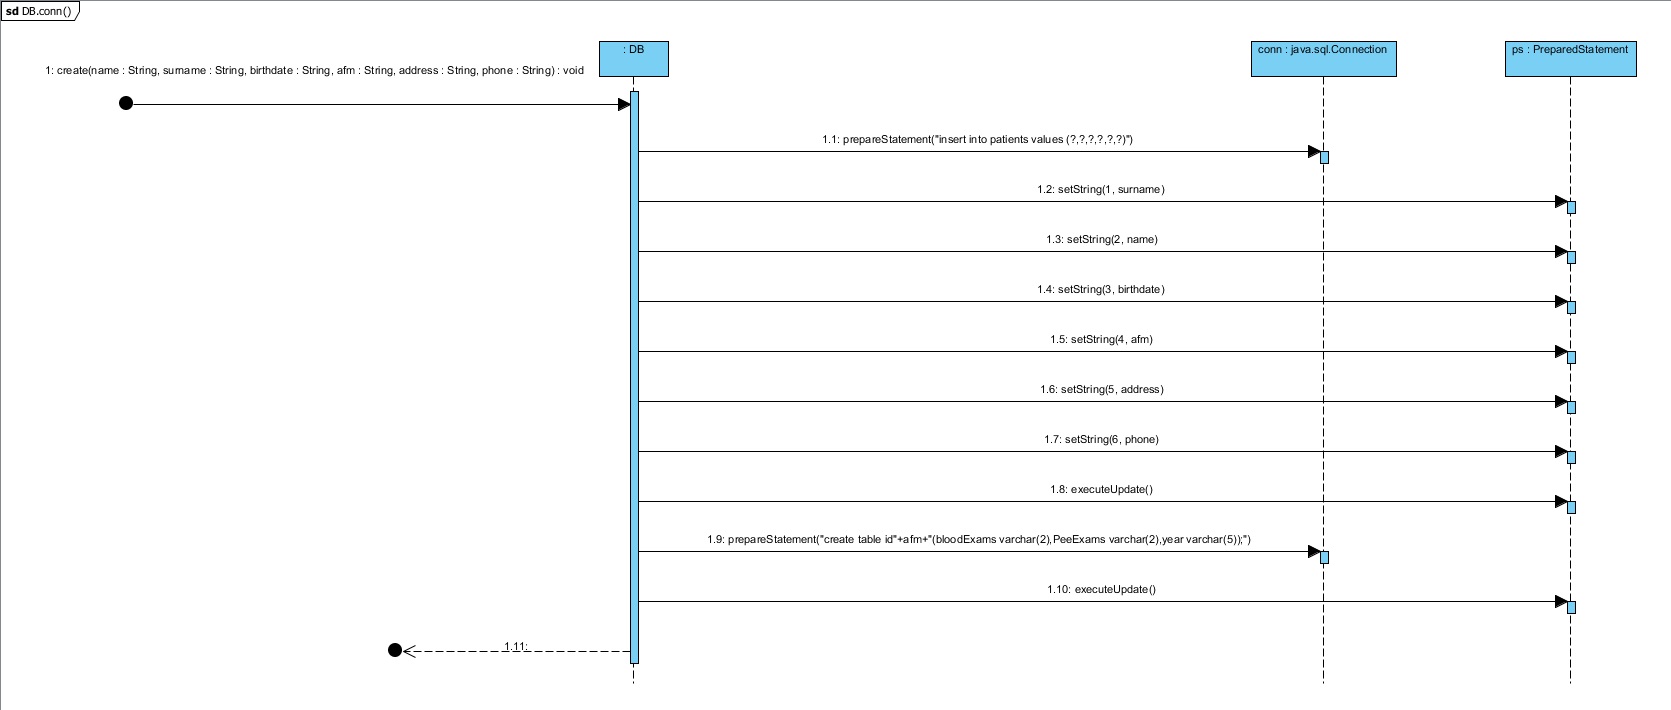 sd DB.conn()
: DB
conn : java.sql.Connection
ps : PreparedStatement
1: create(name : String, surname : String, birthdate : String, afm : String, address : String, phone : String) : void
1.1: prepareStatement("insert into patients values (?,?,?,?,?,?)")
1.2: setString(1, surname)
1.3: setString(2, name)
1.4: setString(3, birthdate)
1.5: setString(4, afm)
1.6: setString(5, address)
1.7: setString(6, phone)
1.8: executeUpdate()
1.9: prepareStatement("create table id"+afm+"(bloodExams varchar(2),PeeExams varchar(2),year varchar(5));")
1.10: executeUpdate()
1.11: